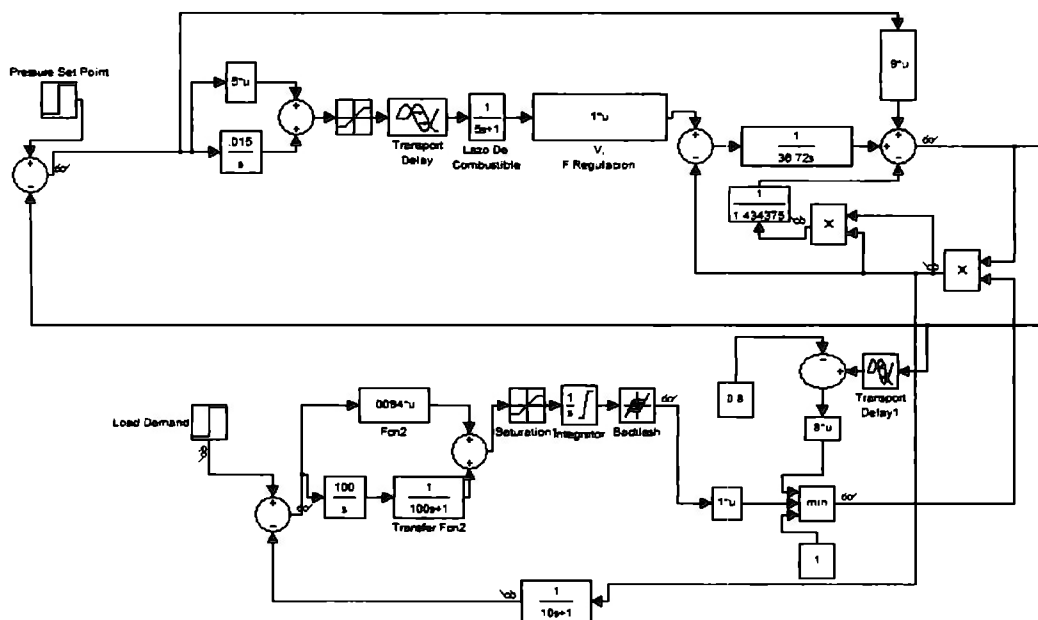 Pressure Set Point
+
-
.015
s
+
+
Transport
Delay
1
5s+1
Lazo De
Combustible
1*u
V,
F Regulacion
+
-
1
36 72s
+
+
-
1
1 434375
X
X
-
+
0.8
Transport
Delay1
8*u
Load Demand
+
-
.0084*u
Fcn2
100
s
1
100s+1
Transfer Fcn2
+
+
Saturation
1
s
Integrator
Backlash
1*u
min
1
1
10s+1